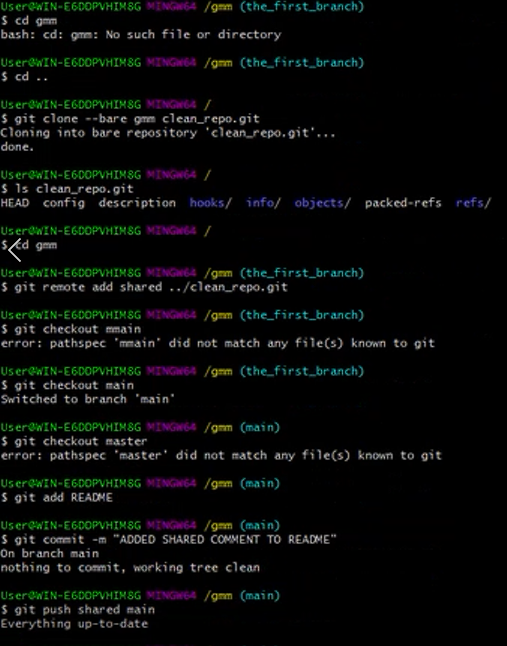 User@WIN-E6DDPVHIM8G MINGW64 /gmm (the_first_branch)
$ cd gmm
bash: cd: gmm: No such file or directory
User@WIN-E6DDPVHIM8G MINGW64 /gmm (the_first_branch)
$ cd ..
User@WIN-E6DDPVHIM8G MINGW64 /
$ git clone --bare gmm clean_repo.git
Cloning into bare repository 'clean_repo.git'...
done.
User@WIN-E6DDPVHIM8G MINGW64 /
$ ls clean_repo.git
HEAD config description hooks/ info/ objects/ packed-refs refs/
User@WIN-E6DDPVHIM8G MINGW64 /
$ cd gmm
User@WIN-E6DDPVHIM8G MINGW64 /gmm (the_first_branch)
$ git remote add shared ../clean_repo.git
User@WIN-E6DDPVHIM8G MINGW64 /gmm (the_first_branch)
$ git checkout mmain
error: pathspec 'mmain' did not match any file(s) known to git
User@WIN-E6DDPVHIM8G MINGW64 /gmm (the_first_branch)
$ git checkout main
Switched to branch 'main'
User@WIN-E6DDPVHIM8G MINGW64 /gmm (main)
$ git checkout master
error: pathspec 'master' did not match any file(s) known to git
User@WIN-E6DDPVHIM8G MINGW64 /gmm (main)
$ git add README
User@WIN-E6DDPVHIM8G MINGW64 /gmm (main)
$ git commit -m "ADDED SHARED COMMENT TO README"
On branch main
nothing to commit, working tree clean
User@WIN-E6DDPVHIM8G MINGW64 /gmm (main)
$ git push shared main
Everything up-to-date